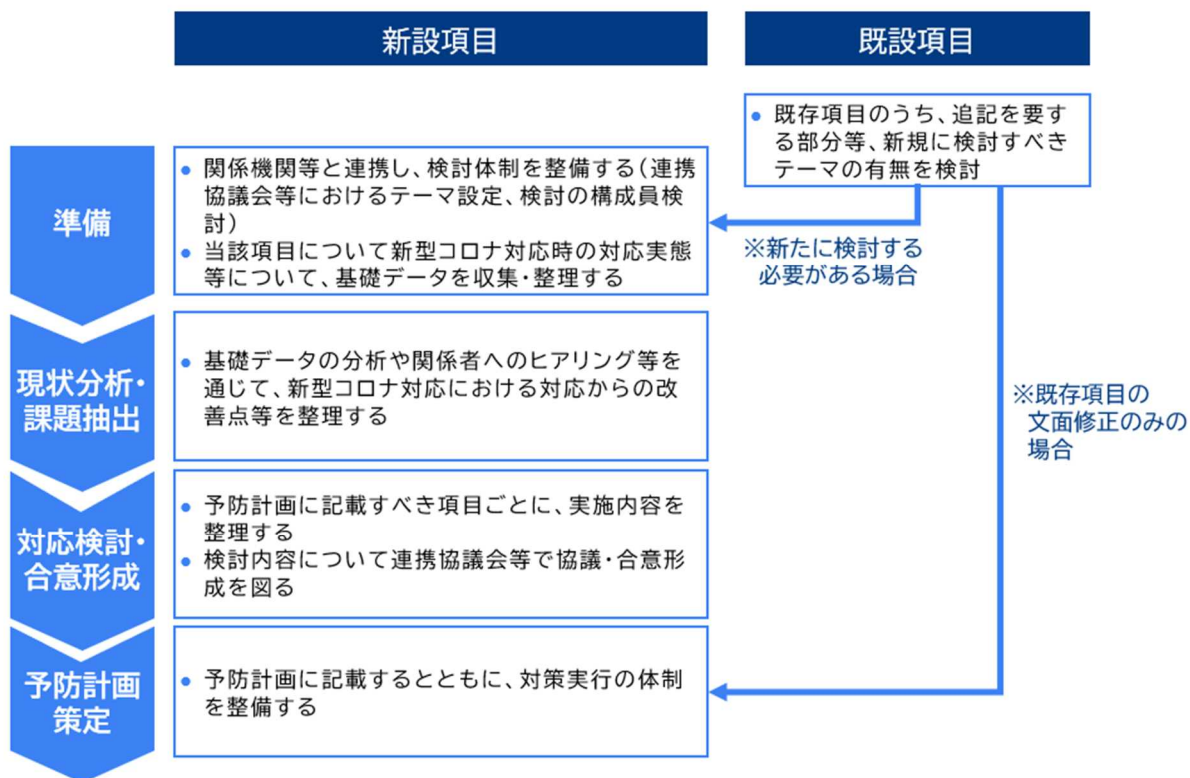 新設項目
既設項目
● 既存項目のうち、追記を要す
る部分等、新規に検討すべき
テーマの有無を検討
準備
● 関係機関等と連携し、検討体制を整備する（連携
協議会等におけるテーマ設定、検討の構成員検
討）
● 当該項目について新型コロナ対応時の対応実態
等について、基礎データを収集・整理する
※新たに検討する
必要がある場合
現状分析・
課題抽出
● 基礎データの分析や関係者へのヒアリング等を
通じて、新型コロナ対応における対応からの改
善点等を整理する
※既存項目の
文面修正のみの
場合
対応検討・
合意形成
● 予防計画に記載すべき項目ごとに、実施内容を
整理する
● 検討内容について連携協議会等で協議・合意形
成を図る
予防計画
策定
● 予防計画に記載するとともに、対策実行の体制
を整備する